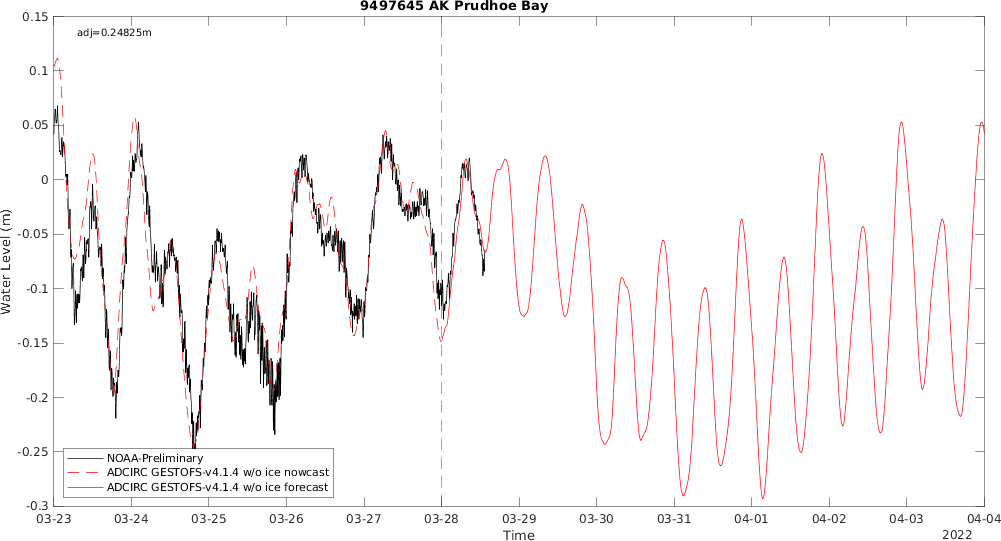 9497645 AK Prudhoe Bay
adj=0.24825m
0.15
0.1
0.05
0
-0.05
-0.1
-0.15
-0.2
-0.25
-0.3
Water Level (m)
NOAA-Preliminary
ADCIRC GESTOFS-v4.1.4 w/o ice nowcast
ADCIRC GESTOFS-v4.1.4 w/o ice forecast
03-23 03-24 03-25 03-26 03-27 03-28 03-29 03-30 03-31 04-01 04-02 04-03 04-04
Time
2022